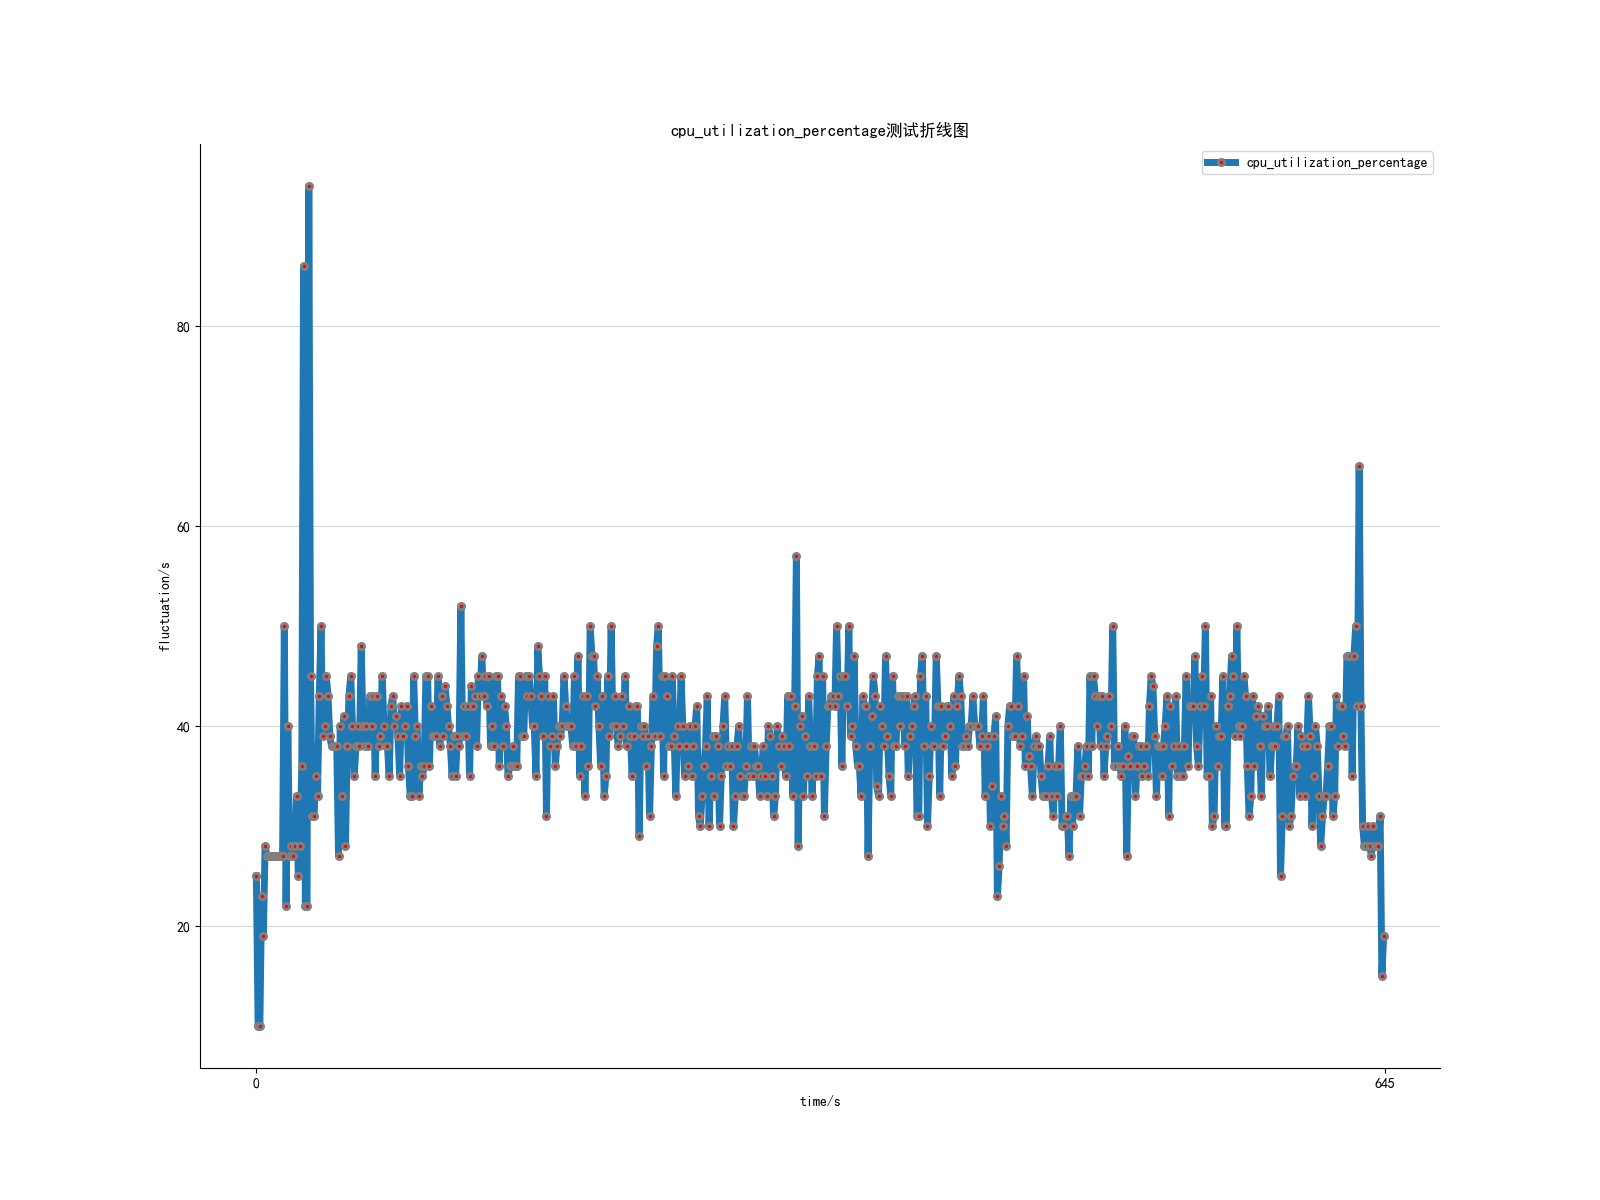 cpu_utilization_percentage测试折线图
cpu_utilization_percentage
80
60
40
20
fluctuation/s
0
645
time/s